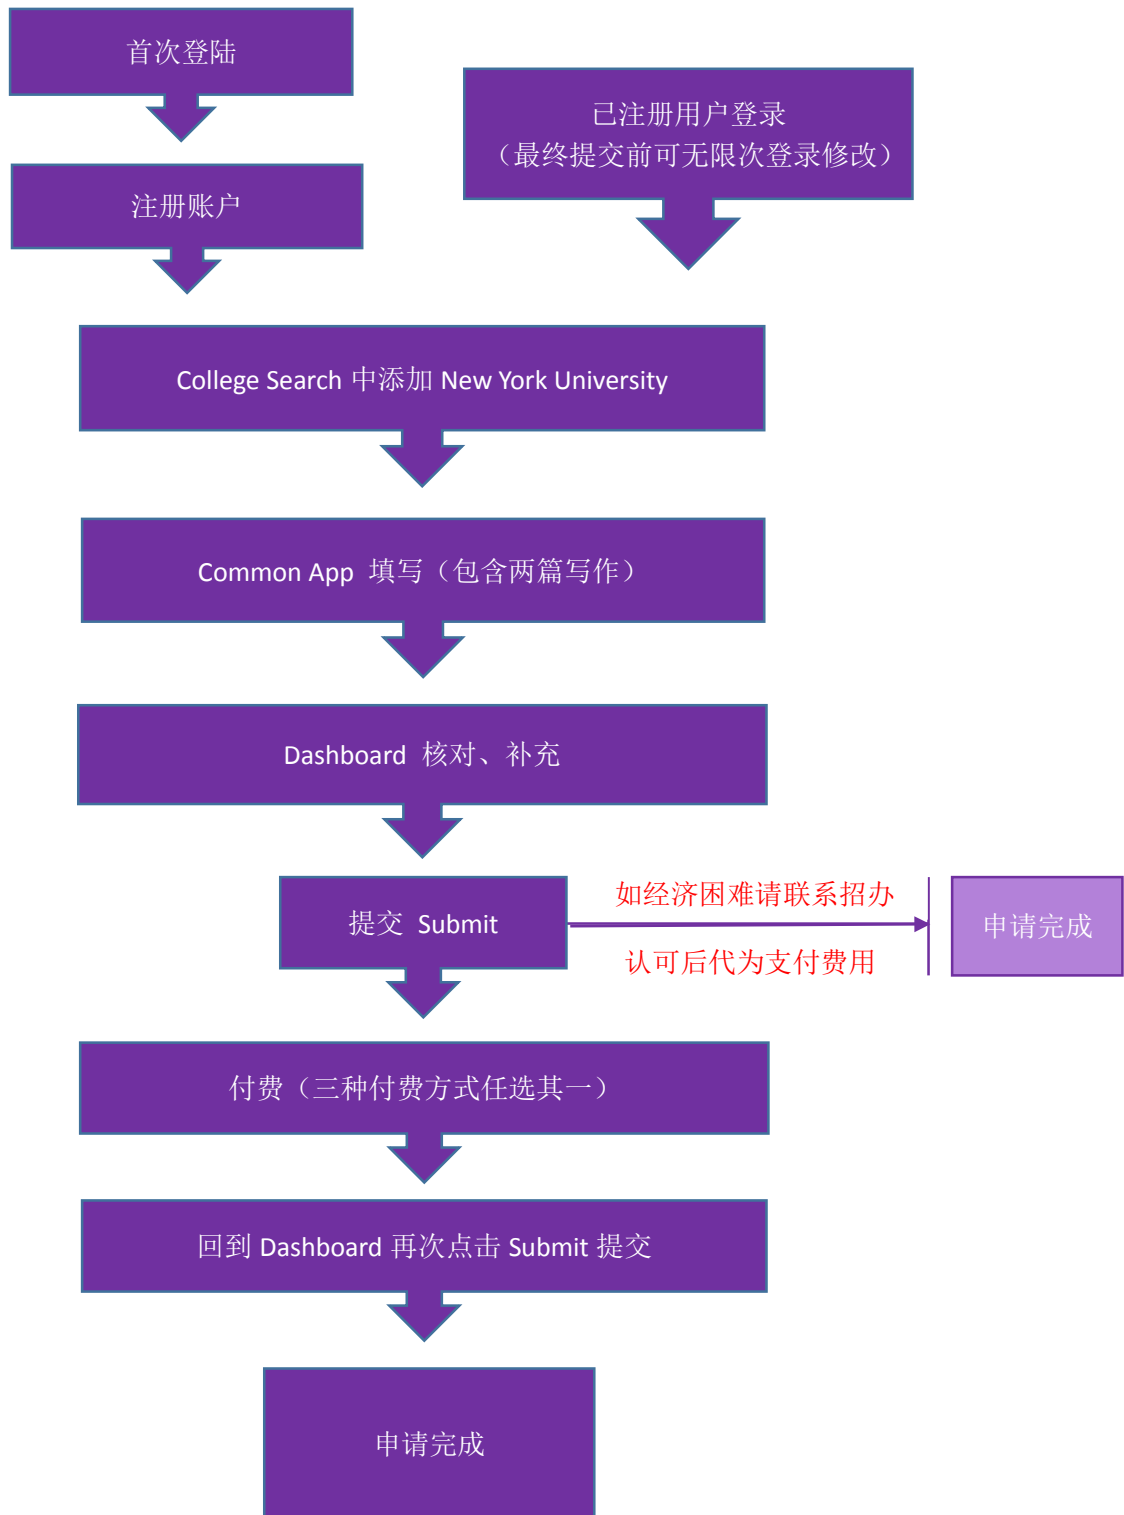 首次登陆
已注册用户登录
（最终提交前可无限次登录修改）
注册账户
College Search 中添加 New York University
Common App 填写（包含两篇写作）
Dashboard 核对、补充
提交 Submit
如经济困难请联系招办
认可后代为支付费用
申请完成
付费（三种付费方式任选其一）
回到 Dashboard 再次点击 Submit 提交
申请完成